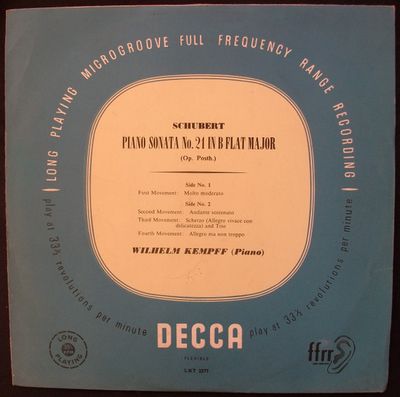 LONG PLAYING MICROGROOVE FULL FREQUENCY RANGE RECORDING
SCHUBERT
PIANO SONATA No. 21 IN B FLAT MAJOR
(Op. Posth.)
Side No. 1
First Movement: Molto moderato
Side No. 2
Second Movement: Andante sostenuto
Third Movement: Scherzo (Allegro vivace con
delicatezza) and Trio
Fourth Movement: Allegro ma non troppo
WILHELM KEMPFF (Piano)
play at 33⅓ revolutions per minute
play at 33⅓ revolutions per minute
DECCA
FLEXIBLE
LXT 2577
LONG
PLAYING
ffrr